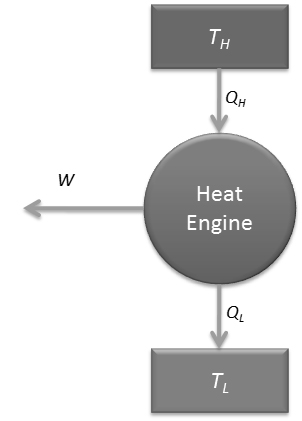 T_H
Q_H
W
Heat
Engine
Q_L
T_L